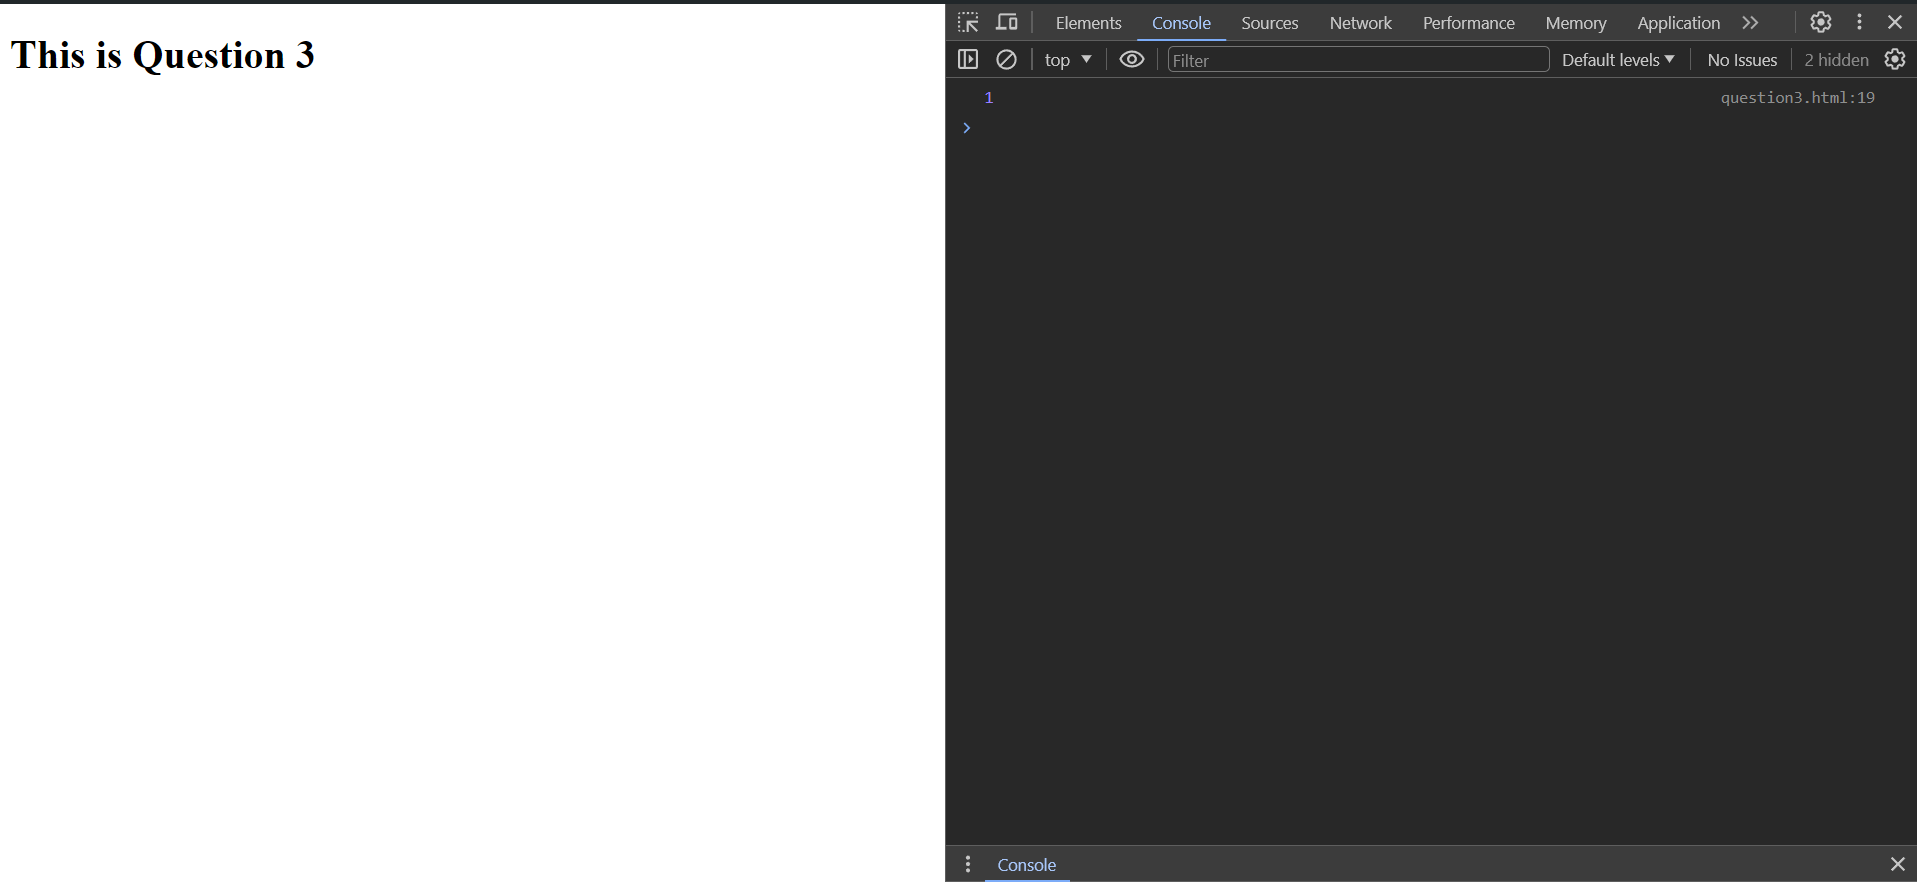 This is Question 3
Elements Console Sources Network Performance Memory Application
top Filter Default levels No Issues 2 hidden
1 question3.html:19
Console